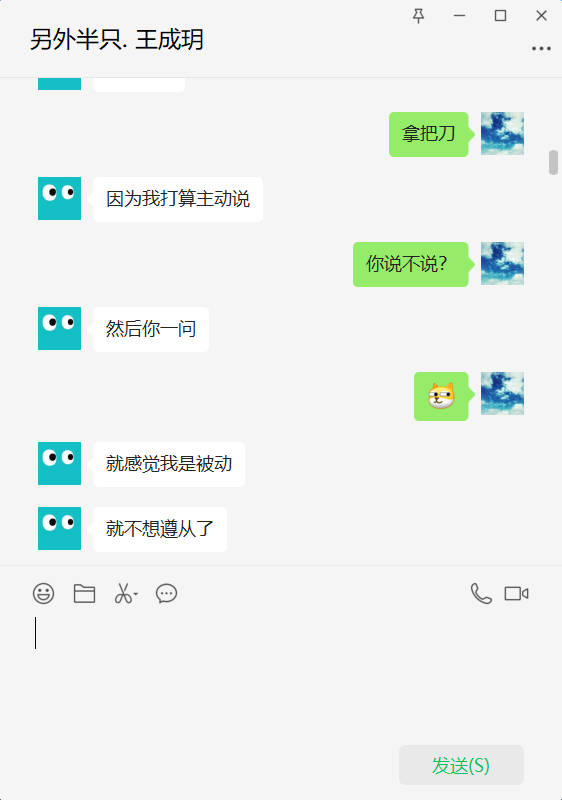 另外半只. 王成玥
拿把刀
因为我打算主动说
你说不说?
然后你一问
就感觉我是被动
就不想遵从了
发送(S)